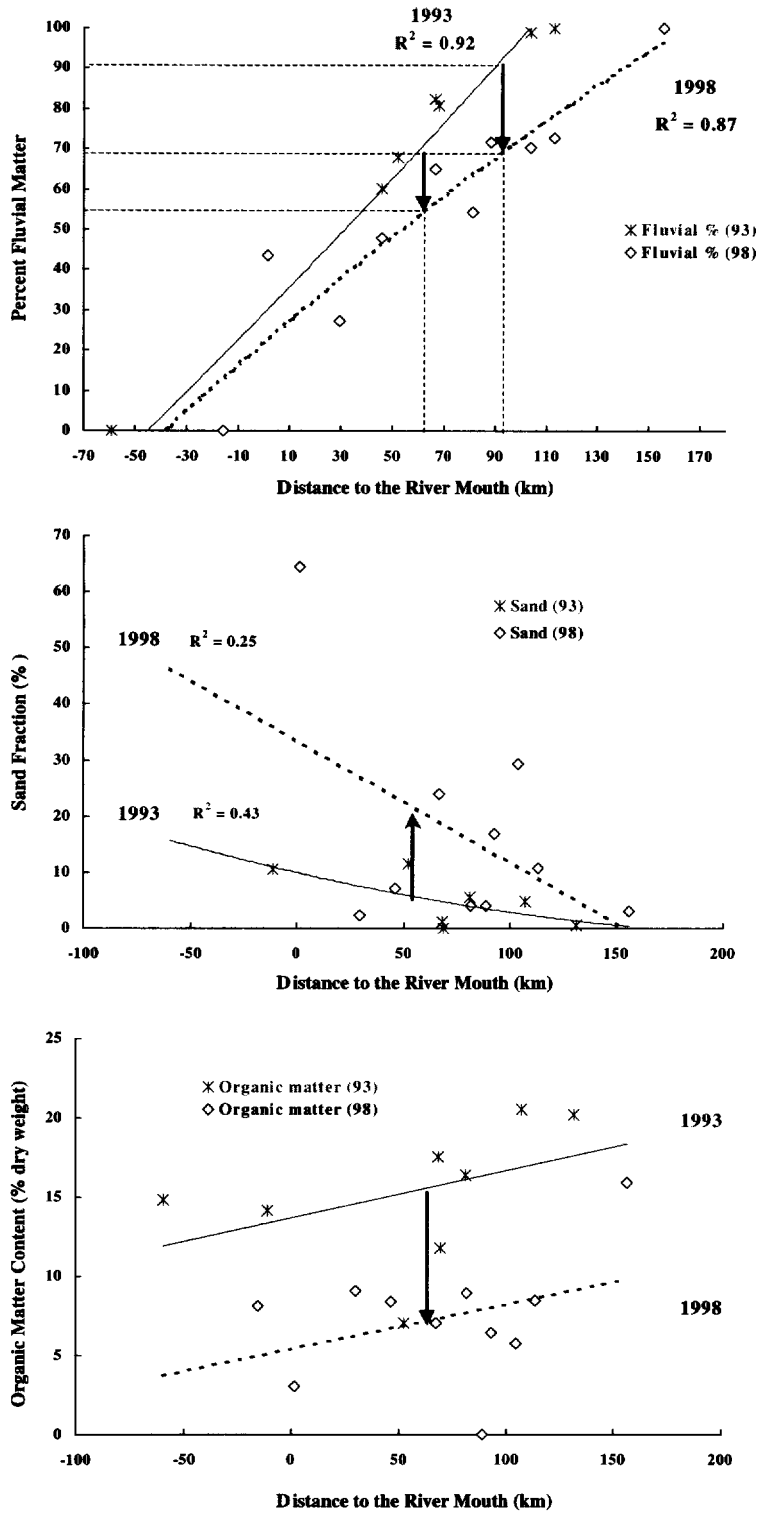 1993
R² = 0.92
100
90
80
70
60
50
40
30
20
10
0
Percent Fluvial Matter
1998
R² = 0.87
Fluvial % (93)
Fluvial % (98)
-70 -50 -30 -10 10 30 50 70 90 110 130 150 170
Distance to the River Mouth (km)
70
60
50
40
30
20
10
0
Sand Fraction (%)
Sand (93)
Sand (98)
1998 R² = 0.25
1993 R² = 0.43
-100 -50 0 50 100 150 200
Distance to the River Mouth (km)
25
20
15
10
5
0
Organic Matter Content (% dry weight)
Organic matter (93)
Organic matter (98)
1993
1998
-100 -50 0 50 100 150 200
Distance to the River Mouth (km)